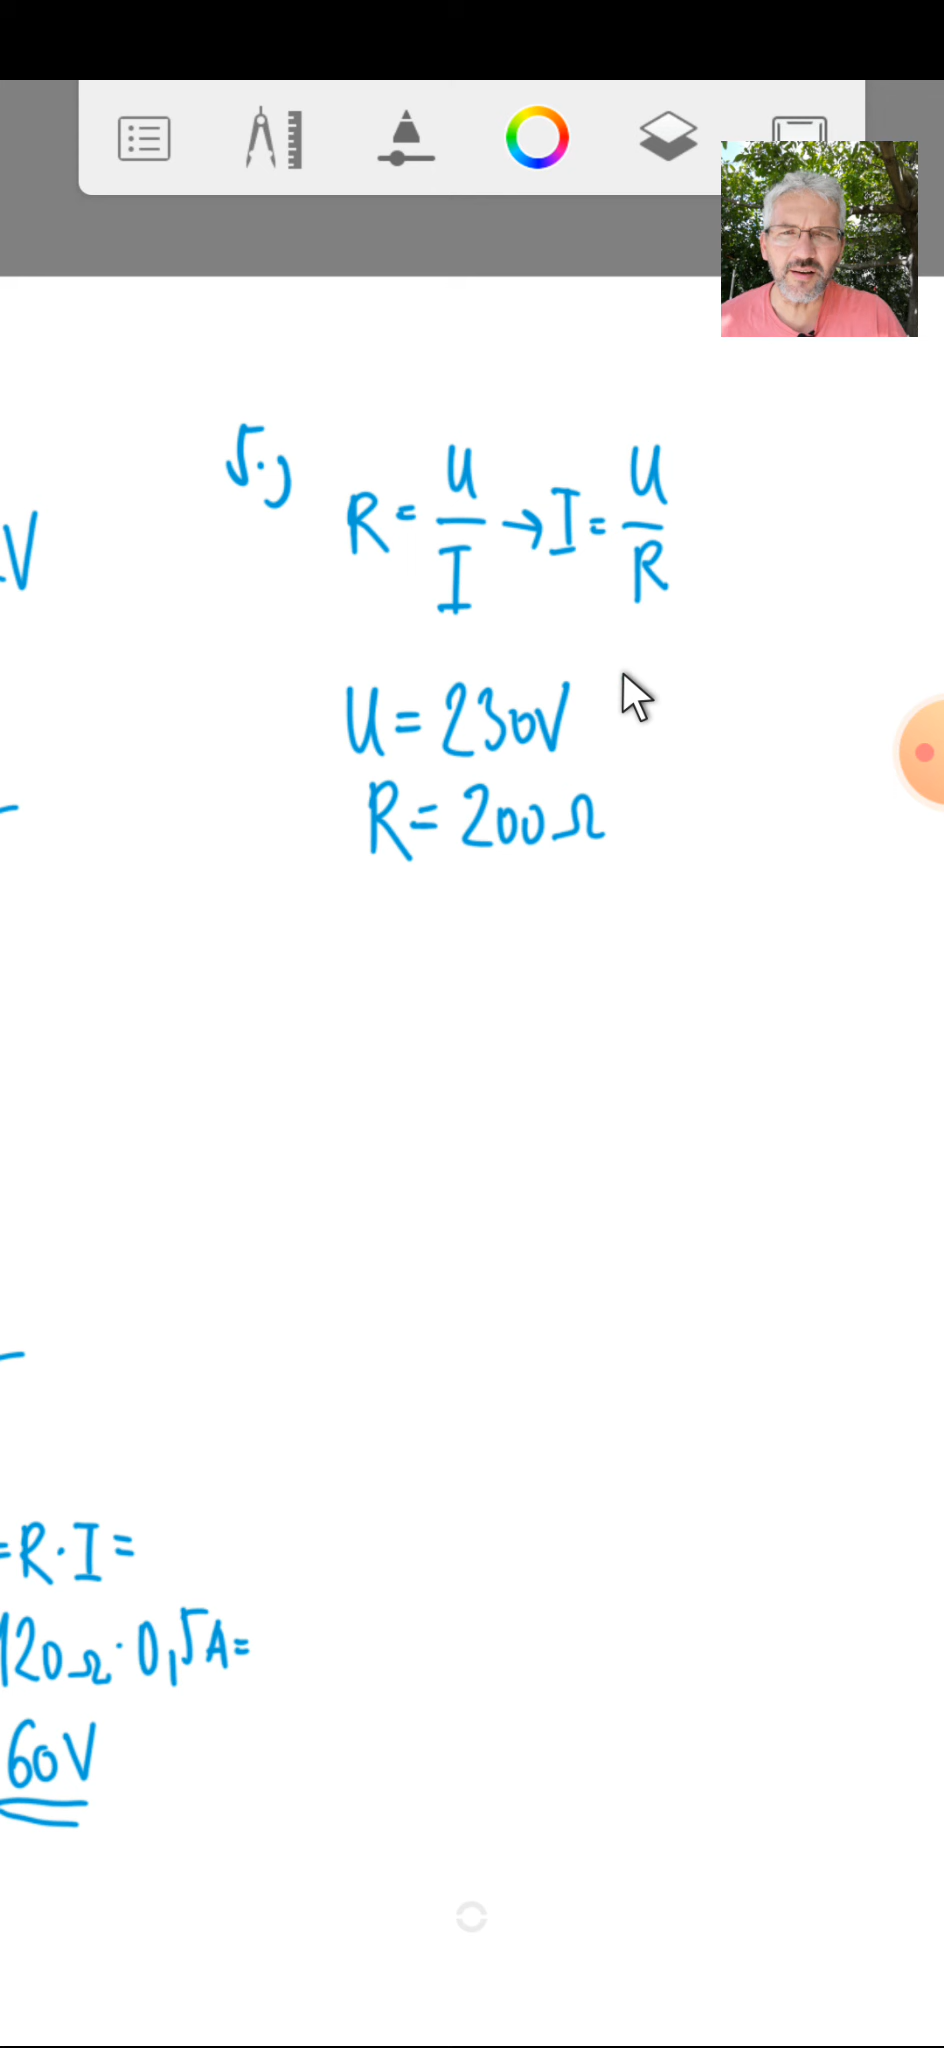 V
5.)
R = U/I → I = U/R
U = 230V
R = 200Ω
= R · I =
120Ω · 0,5A =
60V